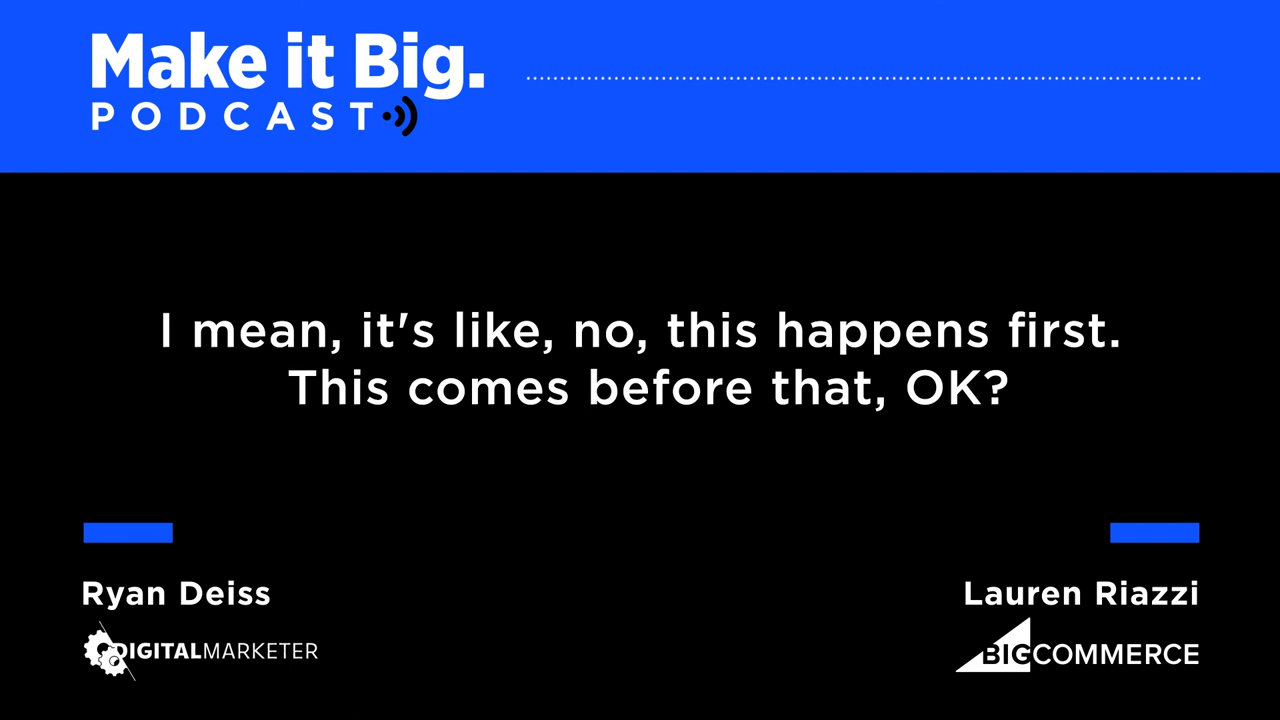 Make it Big.
PODCAST
I mean, it's like, no, this happens first.
This comes before that, OK?
Ryan Deiss
Lauren Riazzi
DIGITALMARKETER
BIGCOMMERCE